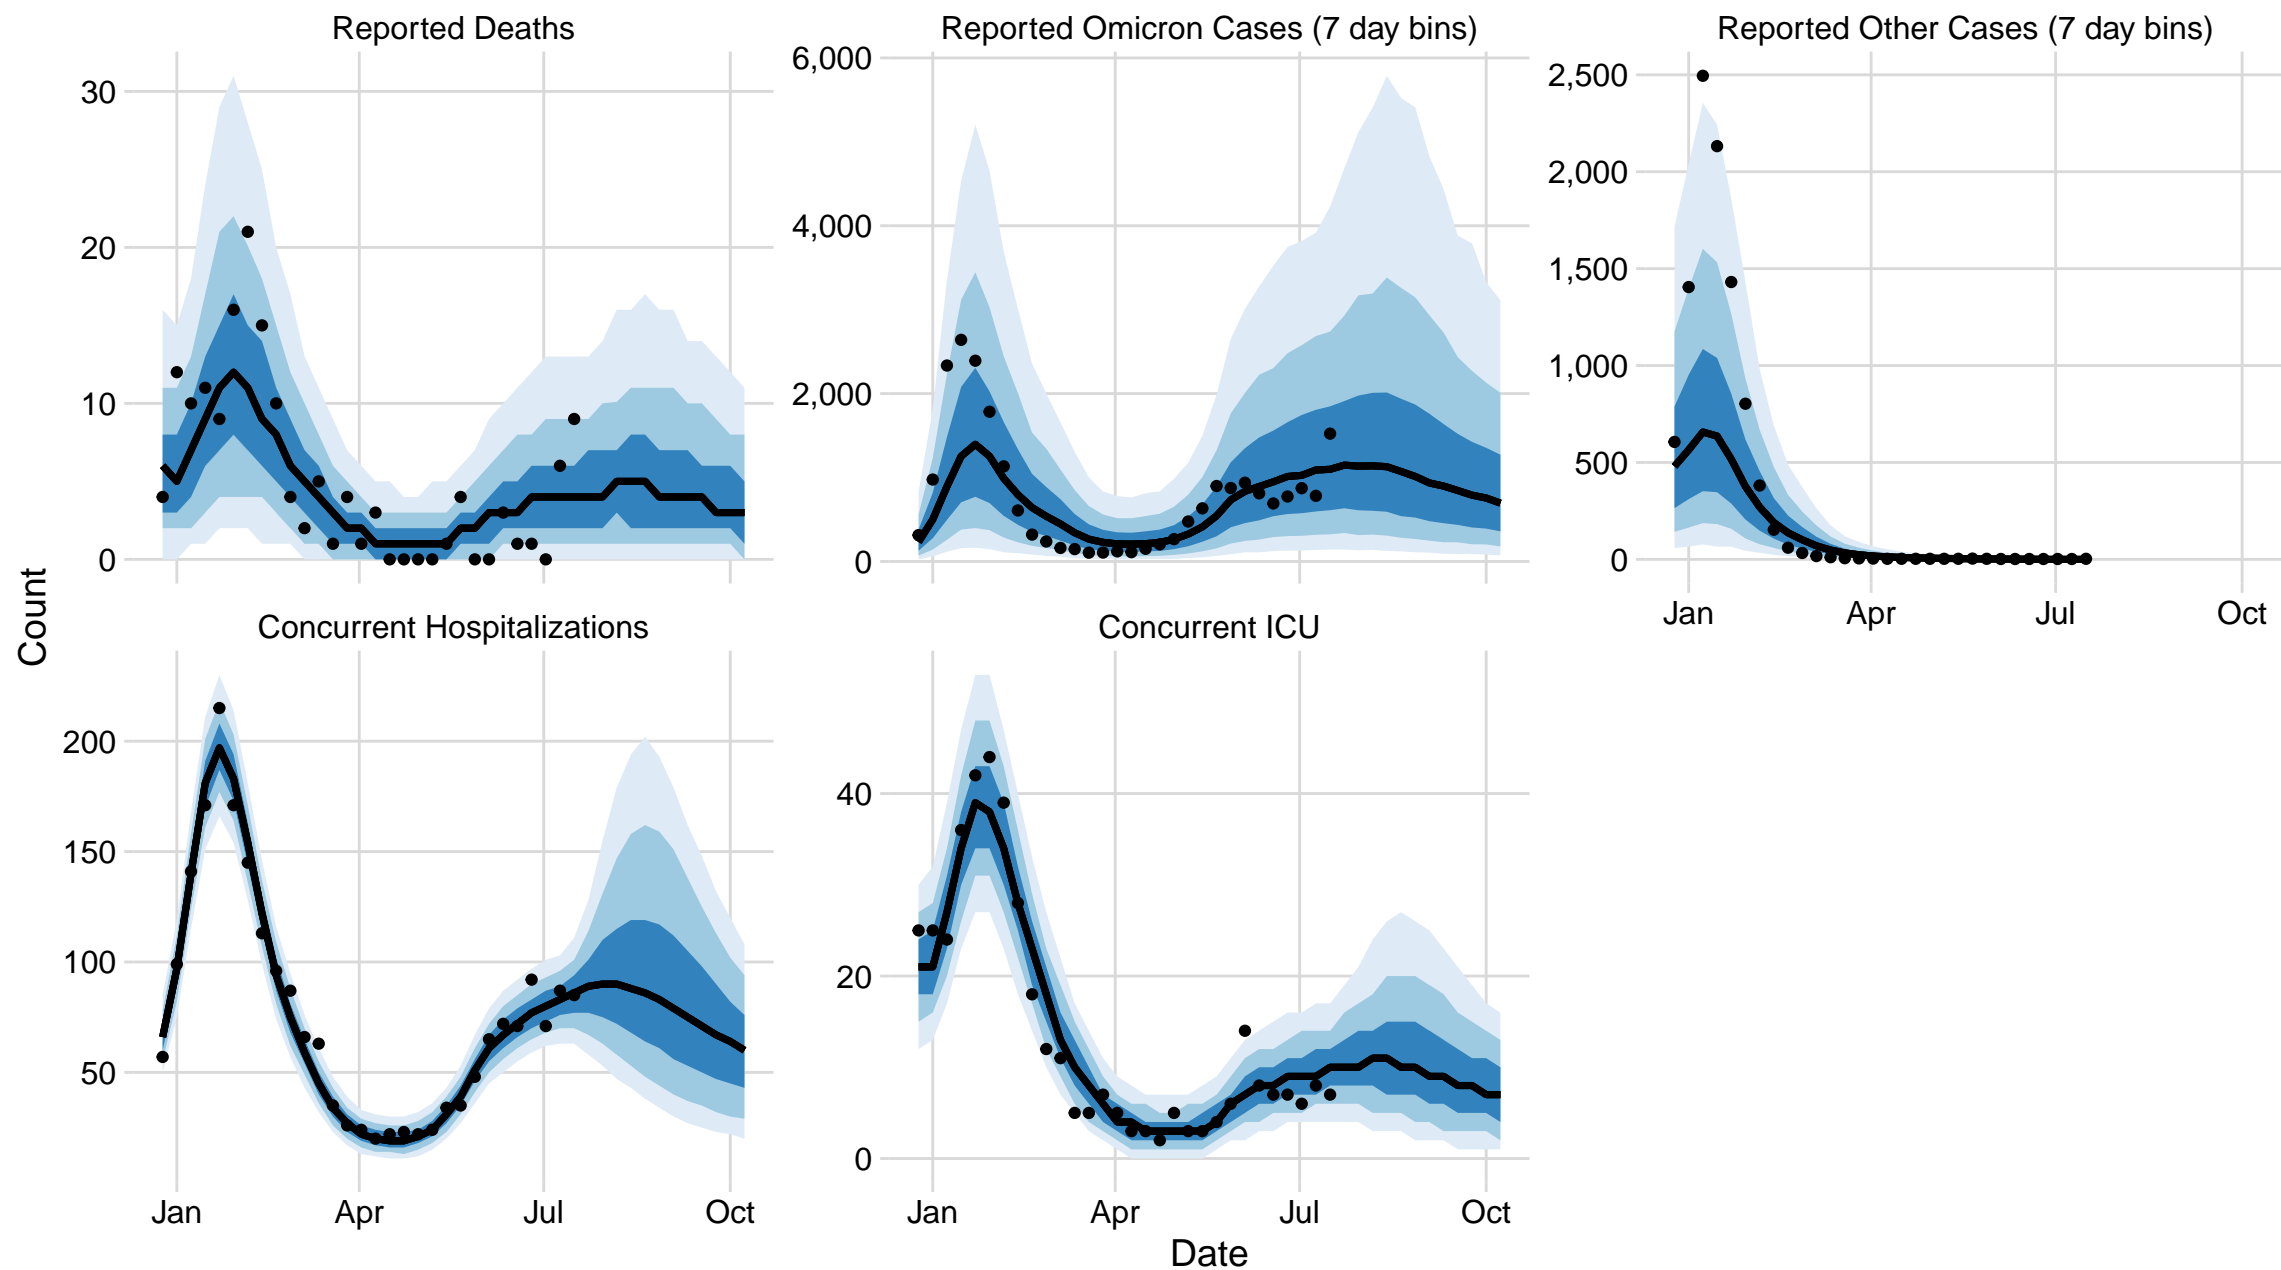 Reported Deaths
30
20
10
0
Reported Omicron Cases (7 day bins)
6,000
4,000
2,000
0
Reported Other Cases (7 day bins)
2,500
2,000
1,500
1,000
500
0
Jan Apr Jul Oct
Count
Concurrent Hospitalizations
200
150
100
50
Jan Apr Jul Oct
Concurrent ICU
40
20
0
Jan Apr Jul Oct
Date